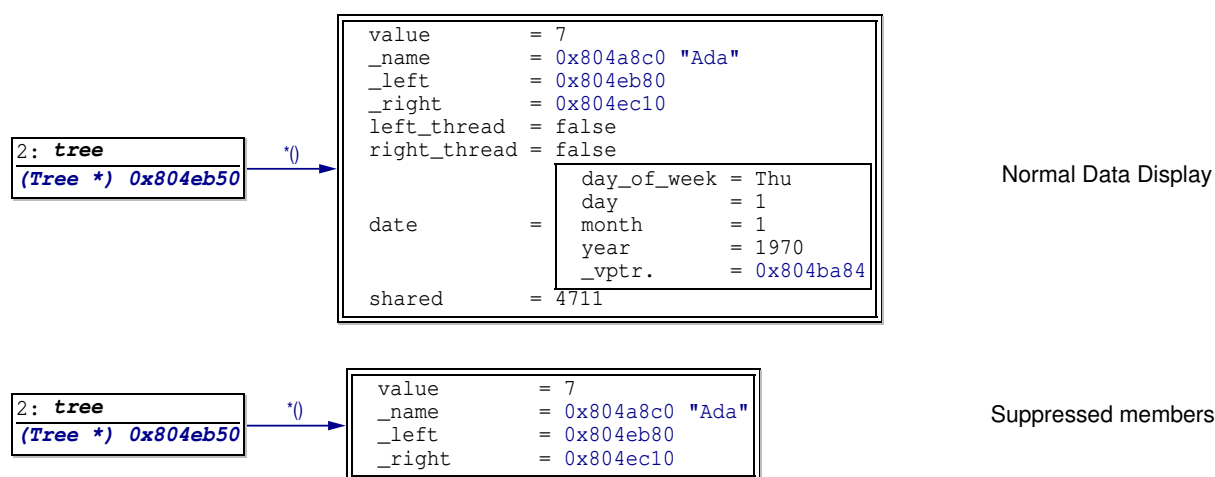 value = 7
_name = 0x804a8c0 "Ada"
_left = 0x804eb80
_right = 0x804ec10
left_thread = false
right_thread = false
2: tree
(Tree *) 0x804eb50
*()
day_of_week = Thu
day = 1
date = month = 1
year = 1970
_vptr. = 0x804ba84
shared = 4711
Normal Data Display
2: tree
(Tree *) 0x804eb50
*()
value = 7
_name = 0x804a8c0 "Ada"
_left = 0x804eb80
_right = 0x804ec10
Suppressed members